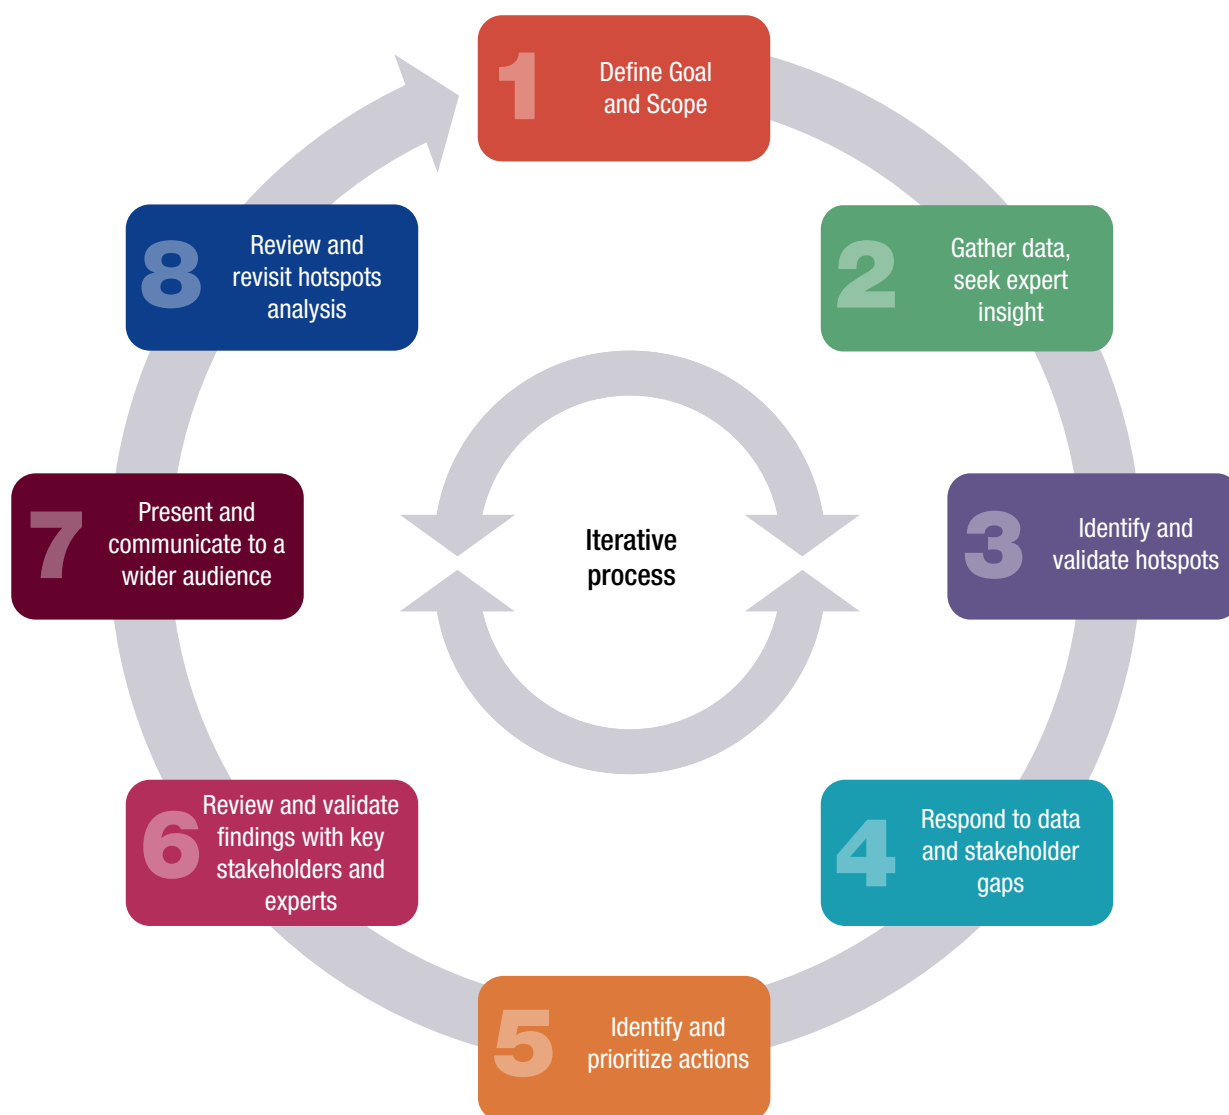 1
Define Goal
and Scope
2
Gather data,
seek expert
insight
3
Identify and
validate hotspots
4
Respond to data
and stakeholder
gaps
5
Identify and
prioritize actions
6
Review and validate
findings with key
stakeholders and
experts
7
Present and
communicate to a
wider audience
8
Review and
revisit hotspots
analysis
Iterative
process